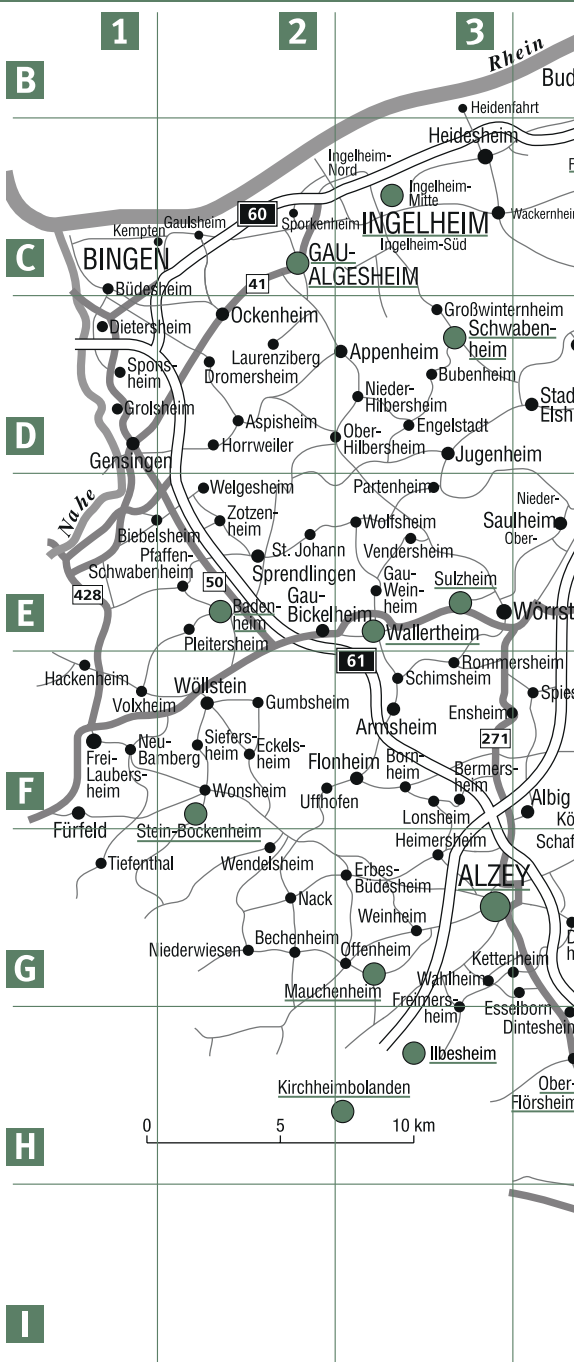 1
2
3
B
Rhein
Bud
Heidenfahrt
Heidesheim
Ingelheim-
Nord
F
Ingelheim-
Mitte
60
Sporkenheim
INGELHEIM
Wackernheim
Gaulsheim
Kempten
Ingelheim-Süd
C
BINGEN
GAU-
ALGESHEIM
41
Büdesheim
Großwinternheim
Dietersheim
Ockenheim
Schwaben-
heim
Laurenziberg
Appenheim
Spons-
heim
Dromersheim
Bubenheim
Nieder-
Hilbersheim
Stad
Elsh
Grolsheim
Aspisheim
Engelstadt
D
Horrweiler
Ober-
Hilbersheim
Gensingen
Jugenheim
Welgesheim
Partenheim
Nahe
Nieder-
Saulheim
Ober-
Zotzen-
heim
Wolfsheim
Biebelsheim
Vendersheim
Pfaffen-
Schwabenheim
St. Johann
Sprendlingen
Gau-
Wein-
heim
Sulzheim
50
428
Baden-
heim
Gau-
Bickelheim
E
Wörrst
Wallertheim
Pleitersheim
61
Rommersheim
Hackenheim
Schimsheim
Wöllstein
Volxheim
Gumbsheim
Spies
Armsheim
Ensheim
271
Neu-
Bamberg
Siefers-
heim
Eckels-
heim
Frei-
Laubers-
heim
Flonheim
Born-
heim
Bermers-
heim
F
Wonsheim
Uffhofen
Lonsheim
Albig
Fürfeld
Kö
Stein-Bockenheim
Heimersheim
Schaf
Tiefenthal
Wendelsheim
Erbes-
Büdesheim
ALZEY
Nack
Weinheim
D
h
Niederwiesen
Bechenheim
Offenheim
G
Kettenheim
Wahlheim
Mauchenheim
Freimers-
heim
Esselborn
Dintesheim
Ilbesheim
Kirchheimbolanden
Ober-
Flörsheim
0
5
10 km
H
I